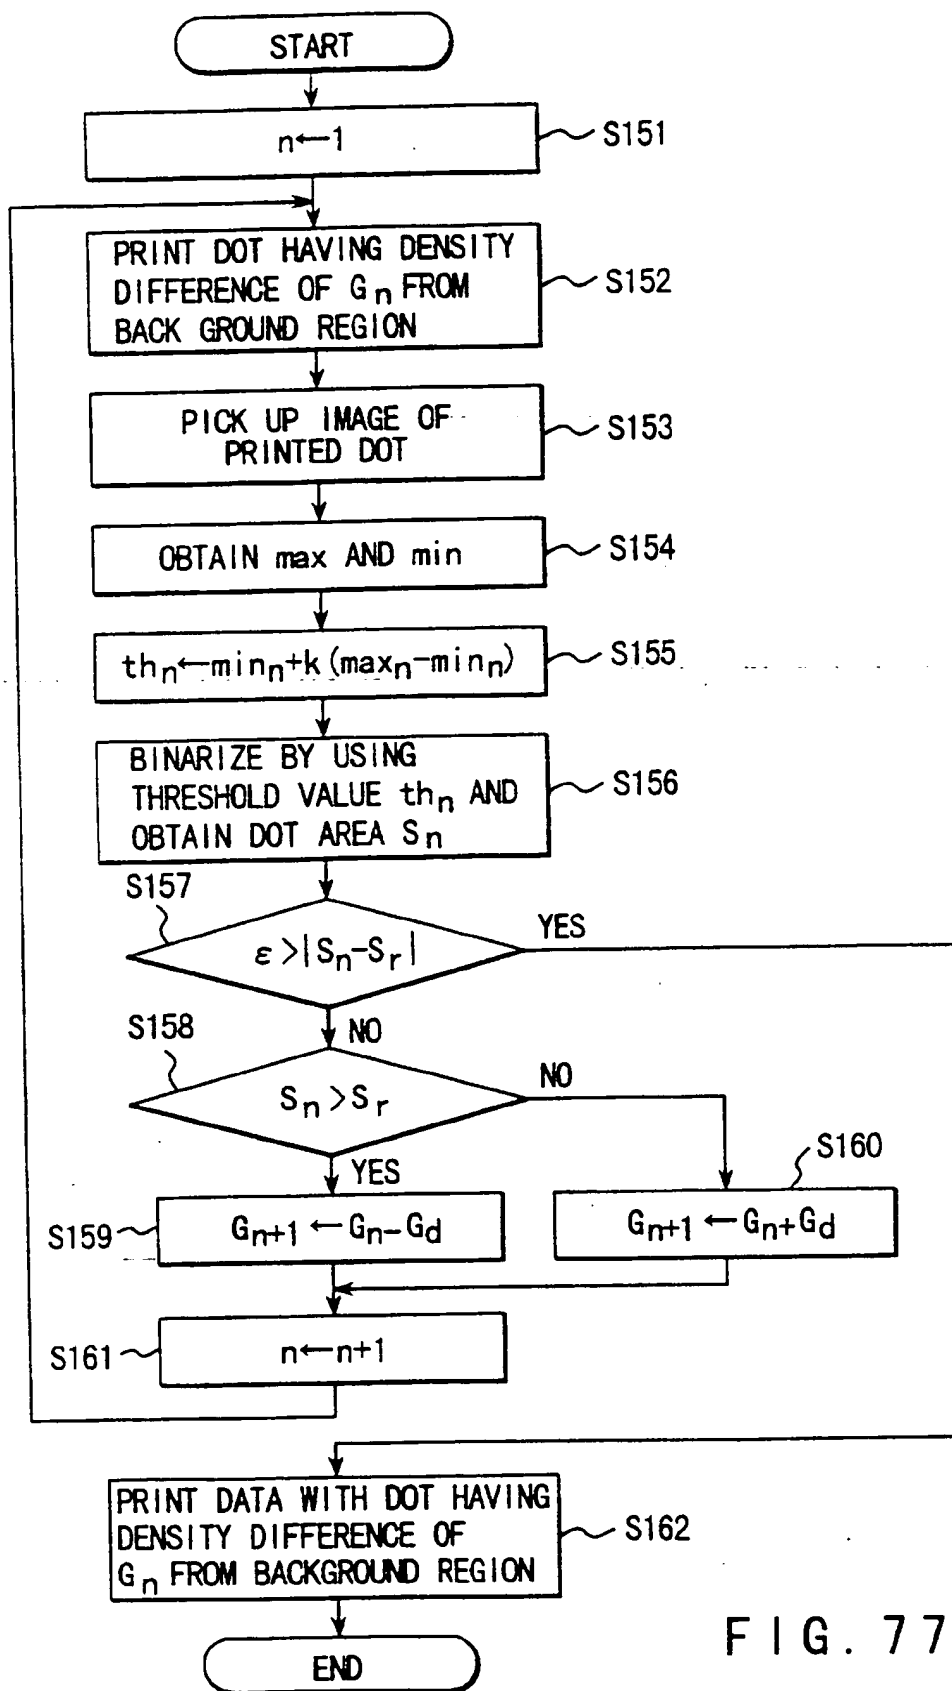 START
n←1
S151
PRINT DOT HAVING DENSITY
DIFFERENCE OF Gn FROM
BACK GROUND REGION
S152
PICK UP IMAGE OF
PRINTED DOT
S153
OBTAIN max AND min
S154
thn←minn+k(maxn-minn)
S155
BINARIZE BY USING
THRESHOLD VALUE thn AND
OBTAIN DOT AREA Sn
S156
S157
ε>|Sn-Sr|
YES
NO
S158
Sn>Sr
NO
YES
S160
S159
Gn+1←Gn-Gd
Gn+1←Gn+Gd
S161
n←n+1
PRINT DATA WITH DOT HAVING
DENSITY DIFFERENCE OF
Gn FROM BACKGROUND REGION
S162
END
FIG. 77